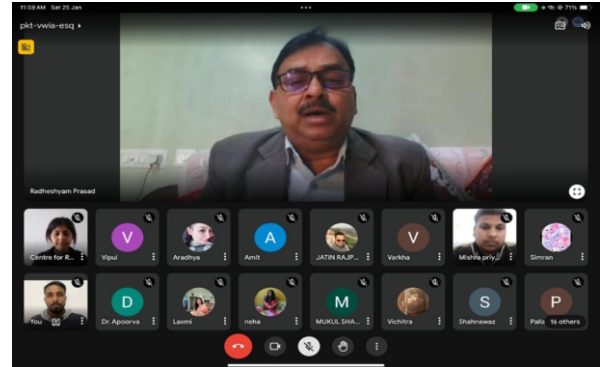 11:59 AM Sat 25 Jan
71%
pkt-vwia-esq
Radheshyam Prasad
Centre for R...
V
Vipul
Aradhya
A
Amit
JATIN RAJP...
V
Varkha
Mishra priy...
Simran
You
D
Dr. Apoorva
Laxmi
neha
M
MUKUL SHA...
Vichitra
S
Shahnawaz
P
Palla 16 others